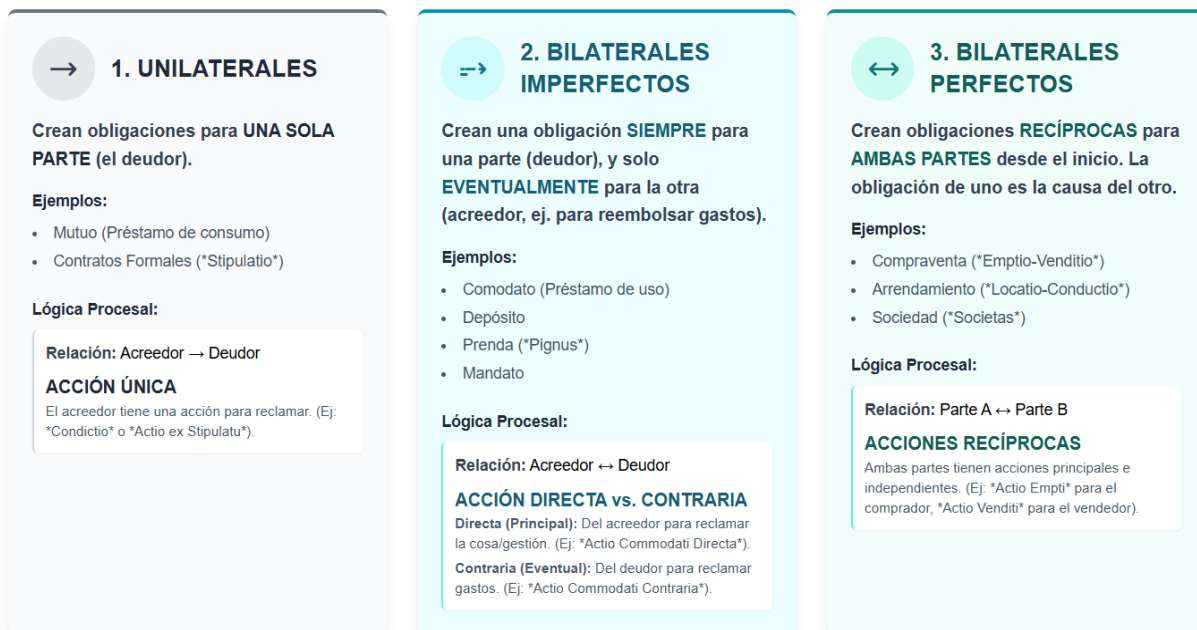 1. UNILATERALES
Crean obligaciones para UNA SOLA
PARTE (el deudor).
Ejemplos:
• Mutuo (Préstamo de consumo)
• Contratos Formales (*Stipulatio*)
Lógica Procesal:
Relación: Acreedor → Deudor
ACCIÓN ÚNICA
El acreedor tiene una acción para reclamar. (Ej:
*Condictio* o *Actio ex Stipulatu*).
2. BILATERALES
IMPERFECTOS
Crean una obligación SIEMPRE para
una parte (deudor), y solo
EVENTUALMENTE para la otra
(acreedor, ej. para reembolsar gastos).
Ejemplos:
• Comodato (Préstamo de uso)
• Depósito
• Prenda (*Pignus*)
• Mandato
Lógica Procesal:
Relación: Acreedor ↔ Deudor
ACCIÓN DIRECTA vs. CONTRARIA
Directa (Principal): Del acreedor para reclamar
la cosa/gestión. (Ej: *Actio Commodati Directa*).
Contraria (Eventual): Del deudor para reclamar
gastos. (Ej: *Actio Commodati Contraria*).
3. BILATERALES
PERFECTOS
Crean obligaciones RECÍPROCAS para
AMBAS PARTES desde el inicio. La
obligación de uno es la causa del otro.
Ejemplos:
• Compraventa (*Emptio-Venditio*)
• Arrendamiento (*Locatio-Conductio*)
• Sociedad (*Societas*)
Lógica Procesal:
Relación: Parte A ↔ Parte B
ACCIONES RECÍPROCAS
Ambas partes tienen acciones principales e
independientes. (Ej: *Actio Empti* para el
comprador, *Actio Venditi* para el vendedor).